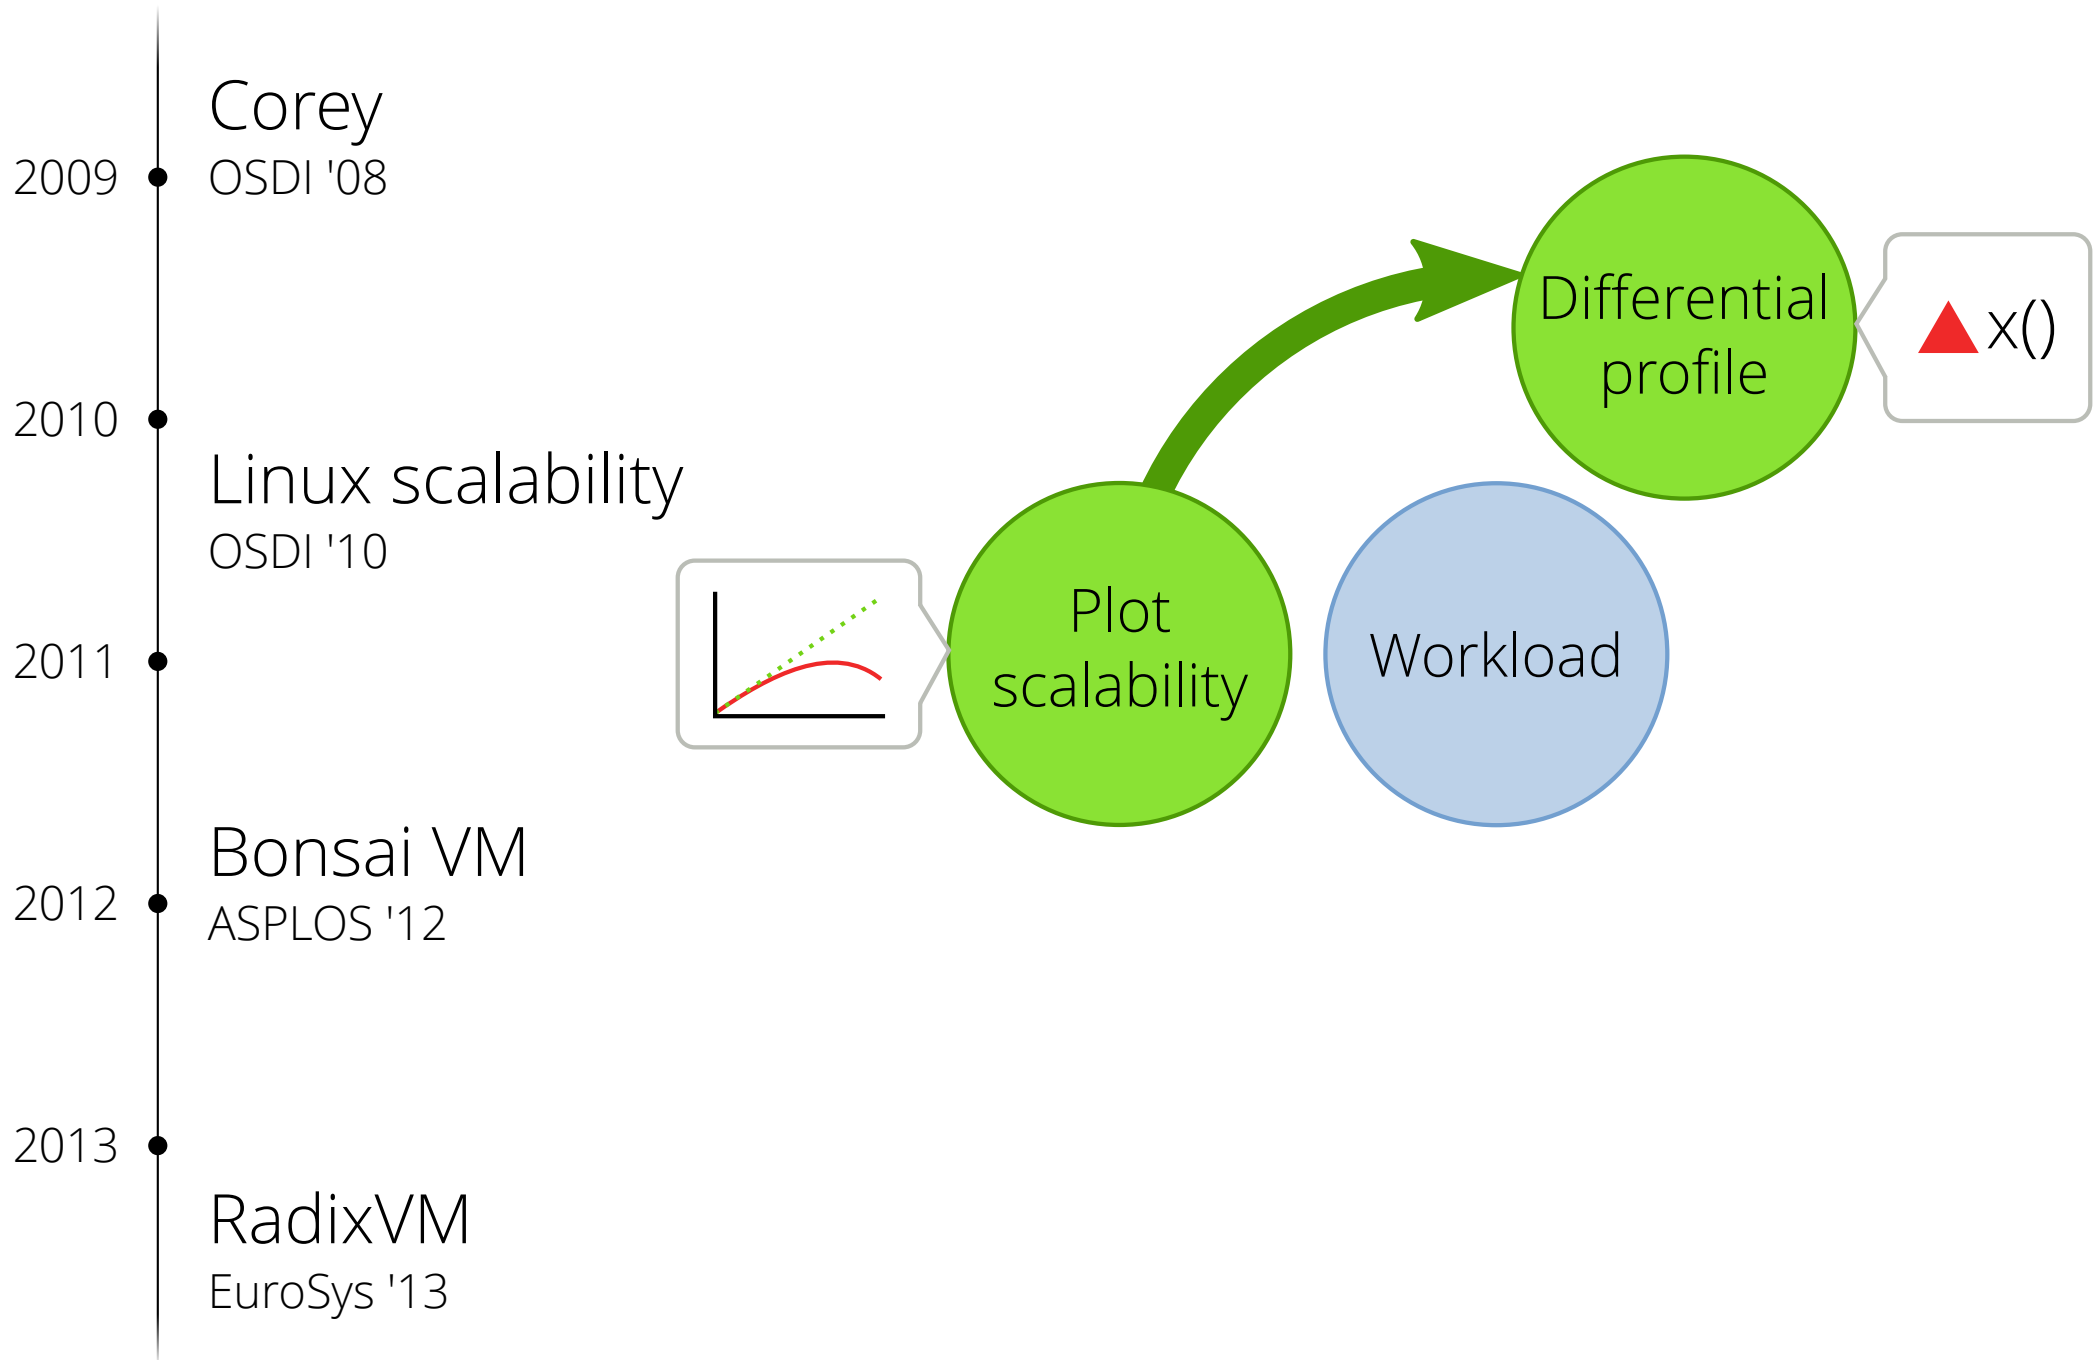 Corey
2009
OSDI '08
2010
Linux scalability
OSDI '10
2011
Bonsai VM
2012
ASPLOS '12
2013
RadixVM
EuroSys '13
Plot
scalability
Workload
Differential
profile
x()